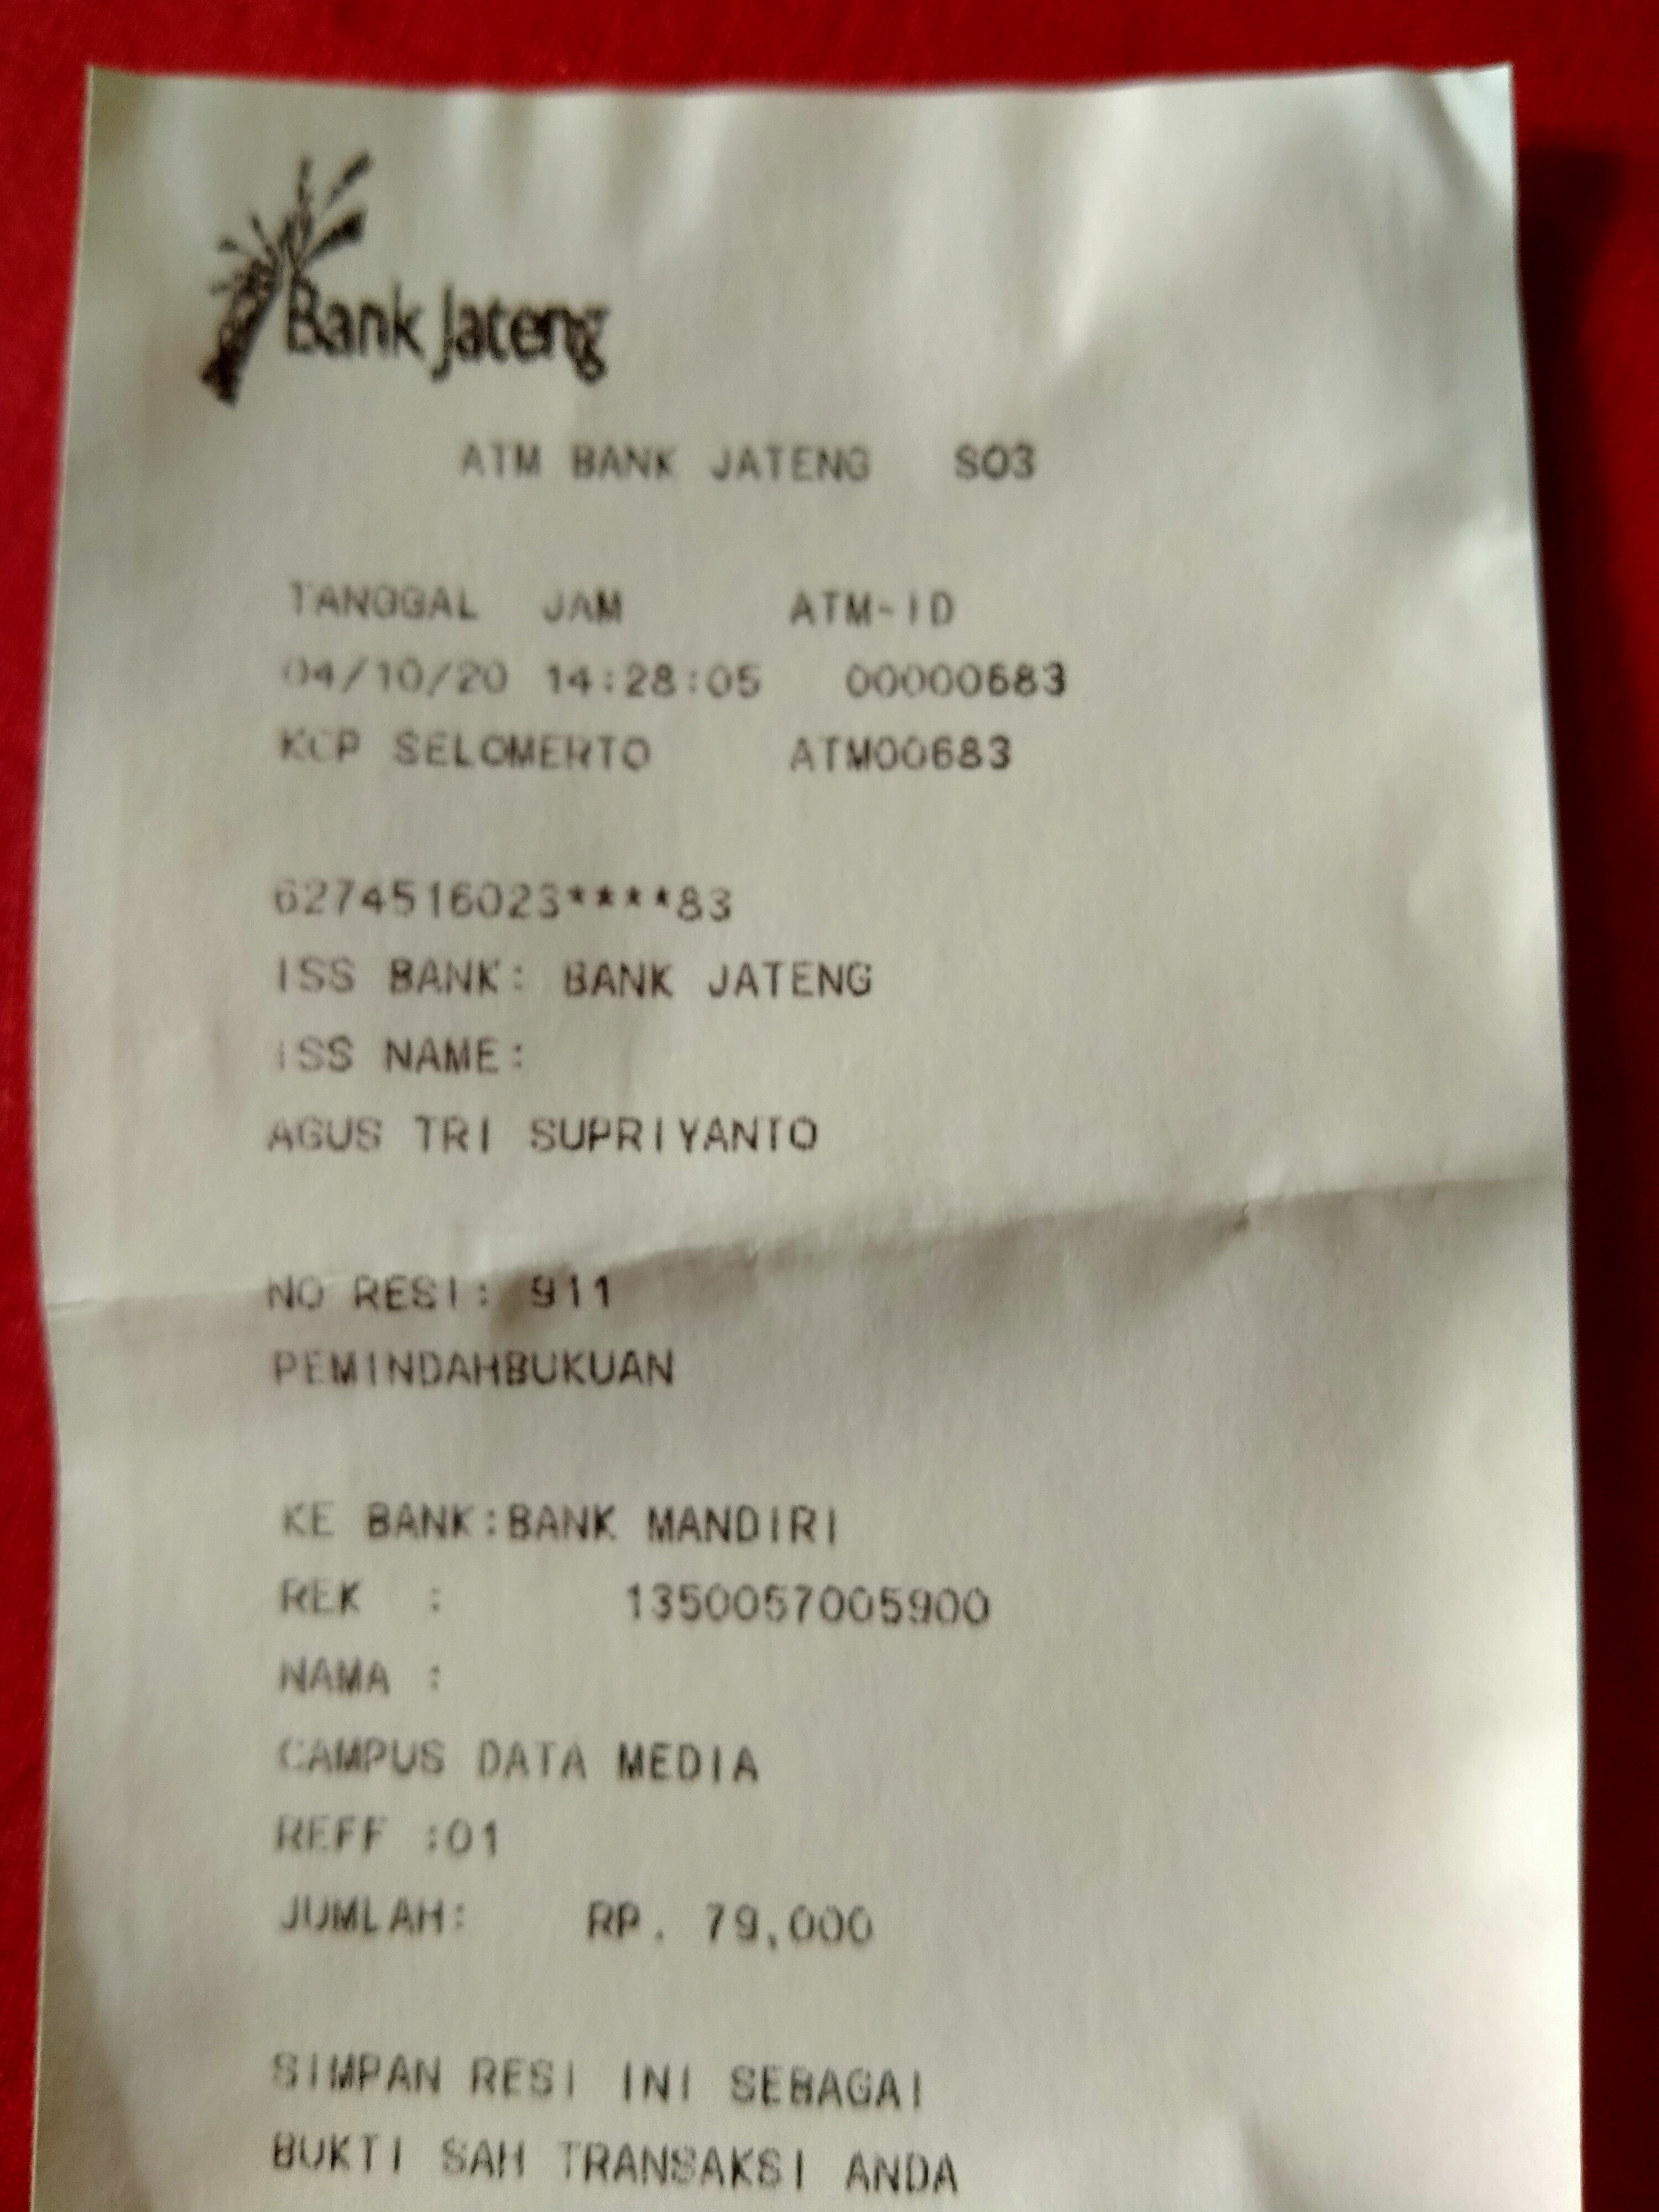 Bank Jateng
ATM BANK JATENG S03
TANGGAL JAM ATM-ID
04/10/20 14:28:05 00000683
KCP SELOMERTO ATM00683
6274516023****83
ISS BANK: BANK JATENG
ISS NAME:
AGUS TRI SUPRIYANTO
NO RESI: 911
PEMINDAHBUKUAN
KE BANK:BANK MANDIRI
REK : 1350057005900
NAMA :
CAMPUS DATA MEDIA
REFF :01
JUMLAH: RP. 79,000
SIMPAN RESI INI SEBAGAI
BUKTI SAH TRANSAKSI ANDA